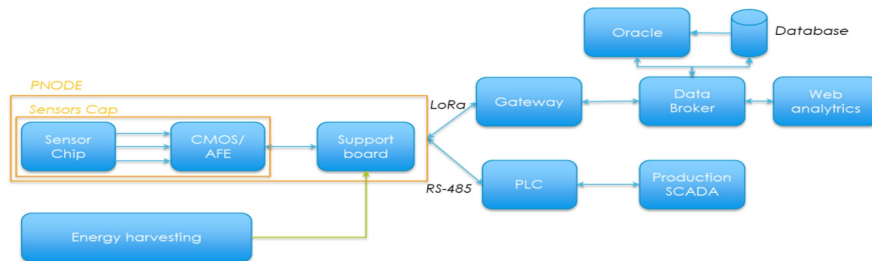 Oracle
Database
PNODE
Sensors Cap
LoRa
Gateway
Data
Broker
Web
analytrics
Sensor
Chip
CMOS/
AFE
Support
board
RS-485
PLC
Production
SCADA
Energy harvesting